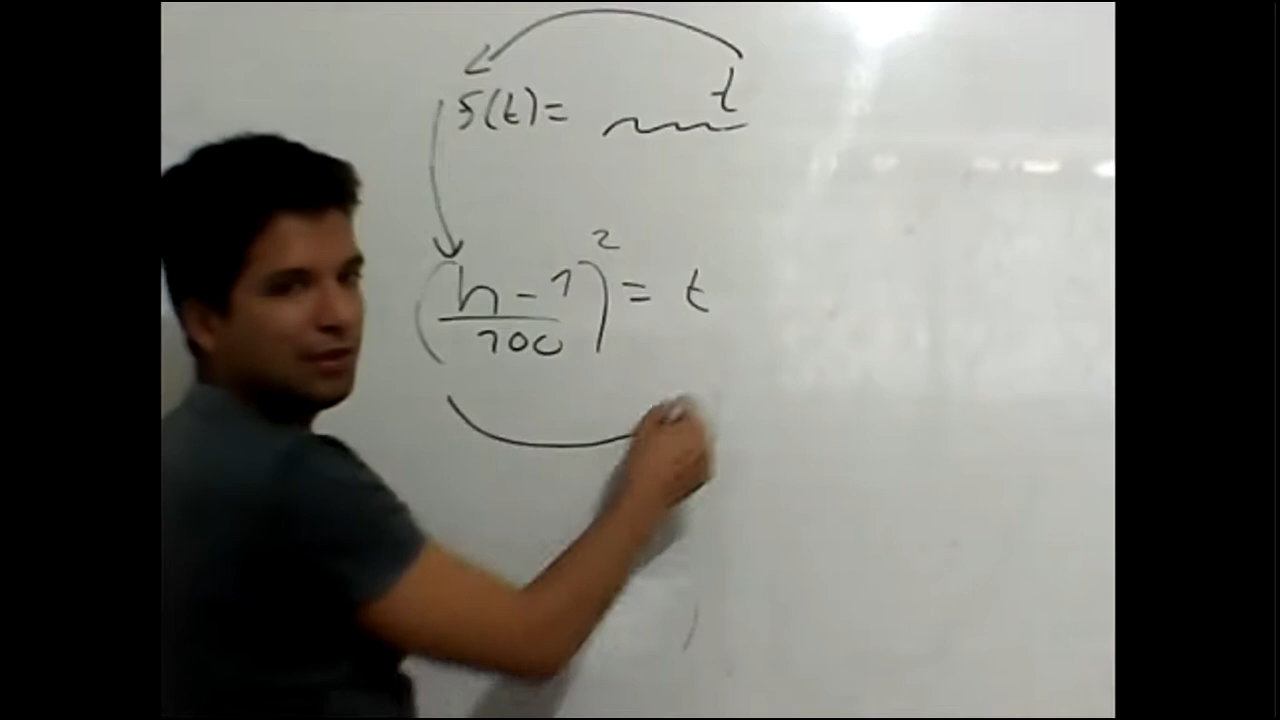 f(t)= t
(h-1 / 100)² = t